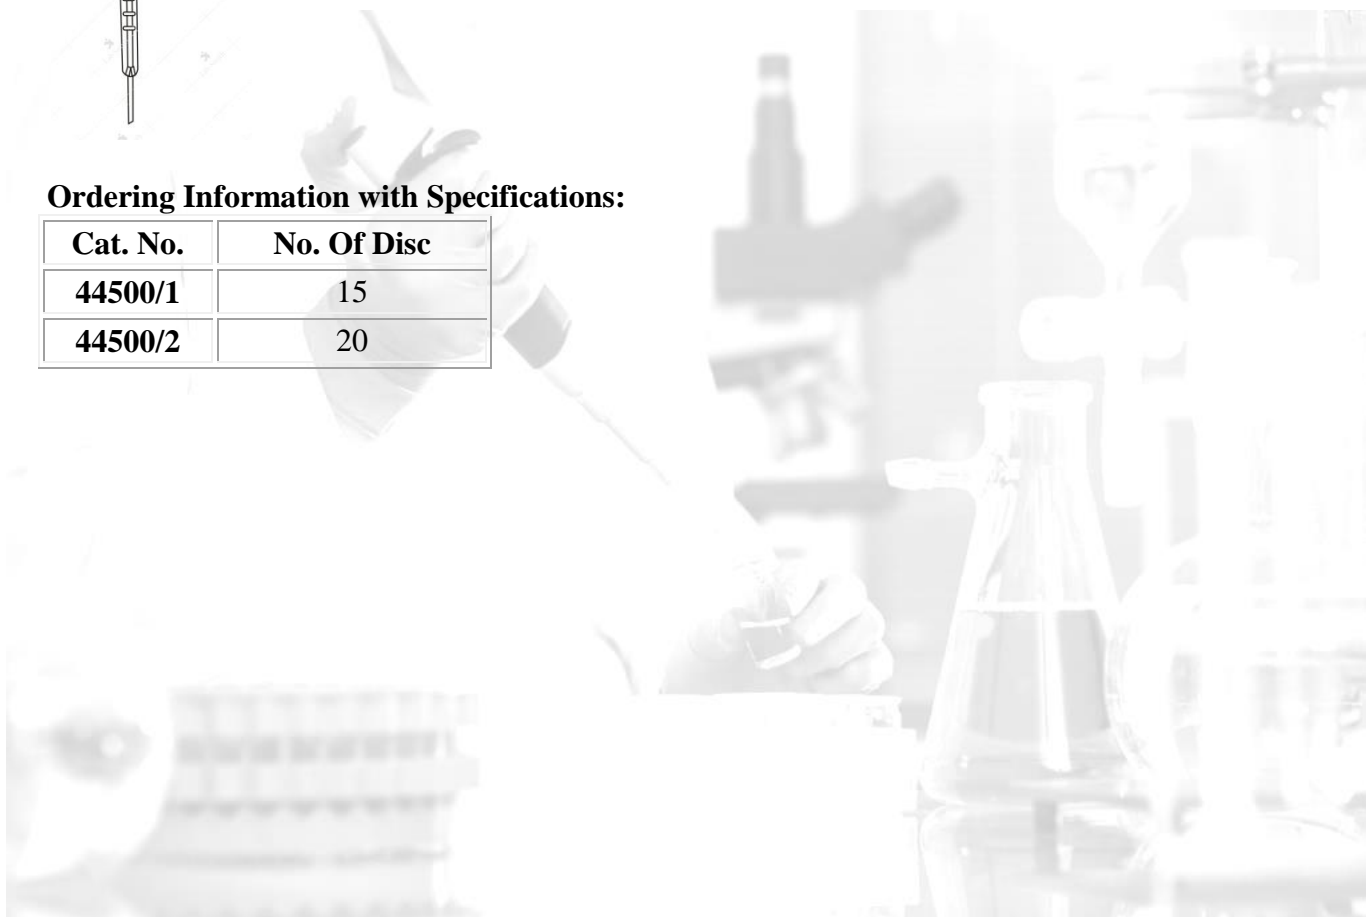 Ordering Information with Specifications:
Cat. No. No. Of Disc
44500/1 15
44500/2 20